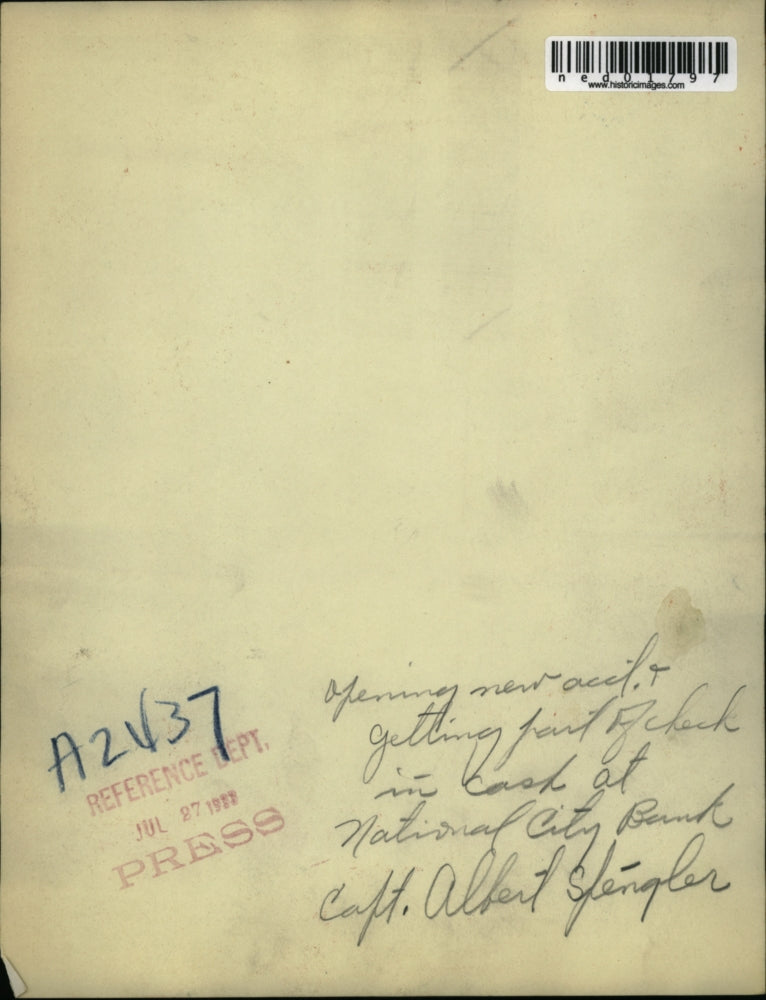 ned01797
www.historicimages.com
opening new acct. &
getting part of check
in cash at
National City Bank
Capt. Albert Spengler
A2437
REFERENCE DEPT.
JUL 27
PRESS